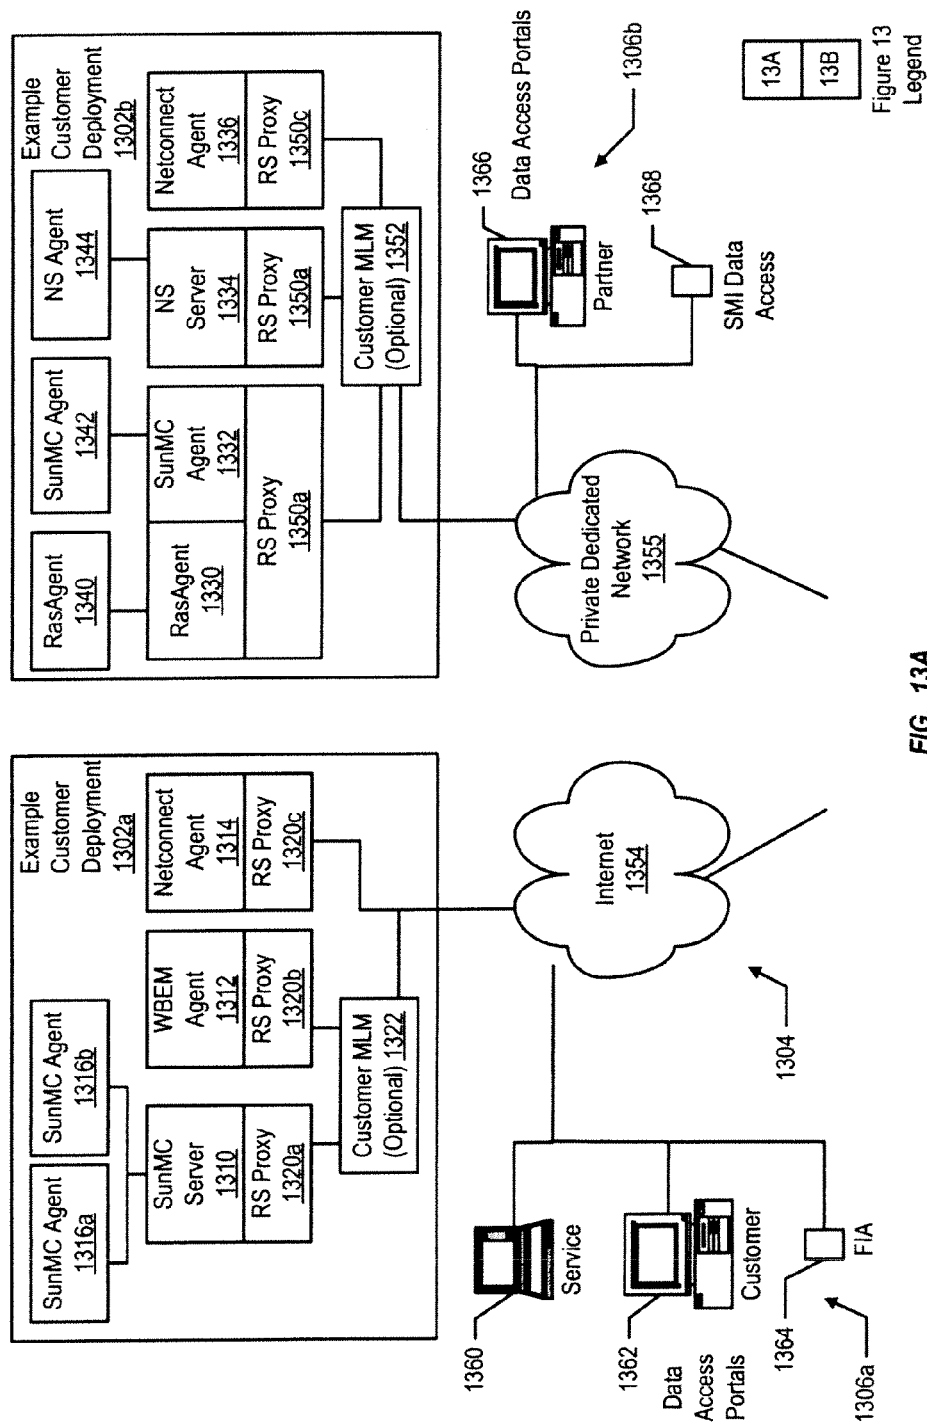 Example
Customer
Deployment
1302a
SunMC Agent
1316a
SunMC Agent
1316b
SunMC
Server
1310
RS Proxy
1320a
WBEM
Agent
1312
RS Proxy
1320b
Netconnect
Agent
1314
RS Proxy
1320c
Customer MLM
(Optional) 1322
Example
Customer
Deployment
1302b
RasAgent
1340
SunMC Agent
1342
NS Agent
1344
RasAgent
1330
SunMC
Agent
1332
RS Proxy
1350a
NS
Server
1334
RS Proxy
1350a
Netconnect
Agent
1336
RS Proxy
1350c
Customer MLM
(Optional) 1352
1360
Service
1362
Customer
Data
Access
Portals
1364
FIA
1306a
Internet
1354
1304
Private Dedicated
Network
1355
1366
Data Access Portals
Partner
1306b
1368
SMI Data
Access
13A
13B
Figure 13
Legend
FIG. 13A